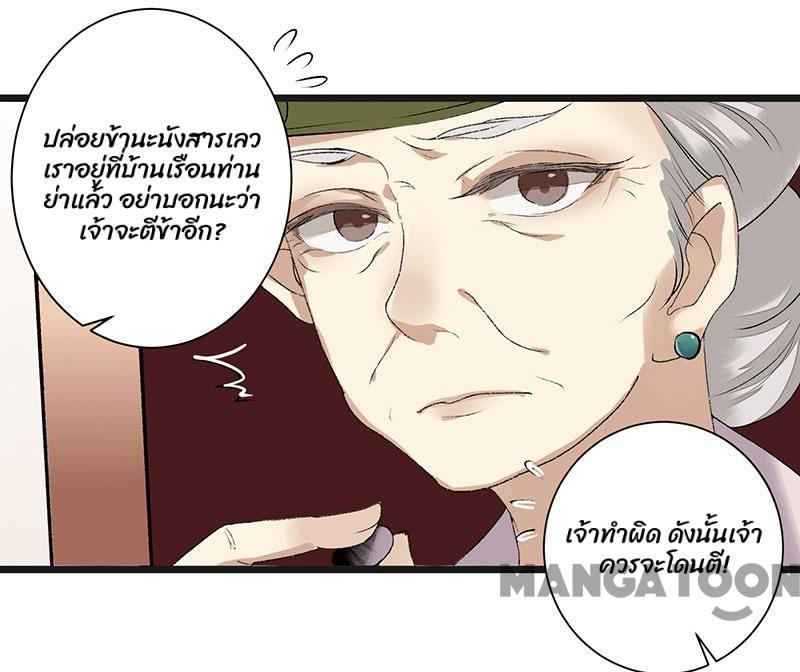 ปล่อยข้านะนังสารเลว
เราอยู่ที่บ้านเรือนท่าน
ย่าแล้ว อย่าบอกนะว่า
เจ้าจะตีข้าอีก?
เจ้าทำผิด ดังนั้นเจ้า
ควรจะโดนตี!
MANGATOON